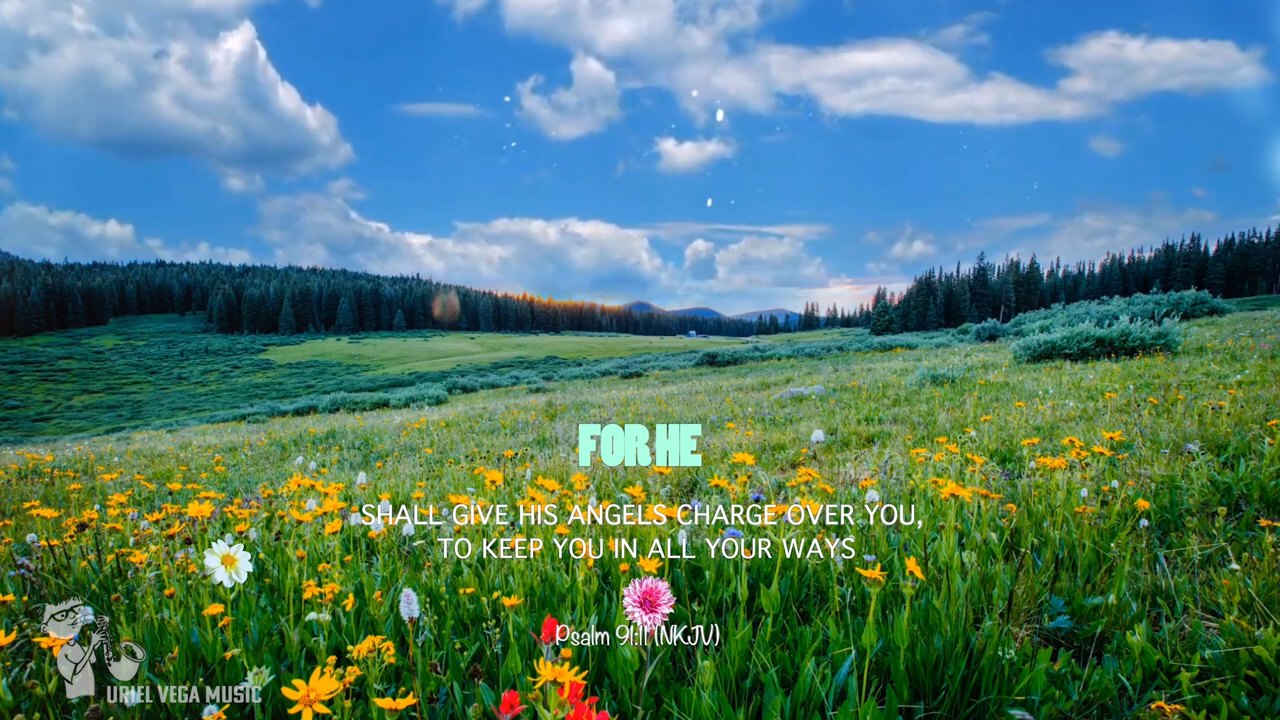 FOR HE
SHALL GIVE HIS ANGELS CHARGE OVER YOU,
TO KEEP YOU IN ALL YOUR WAYS
Psalm 91:11 (NKJV)
URIEL VEGA MUSIC